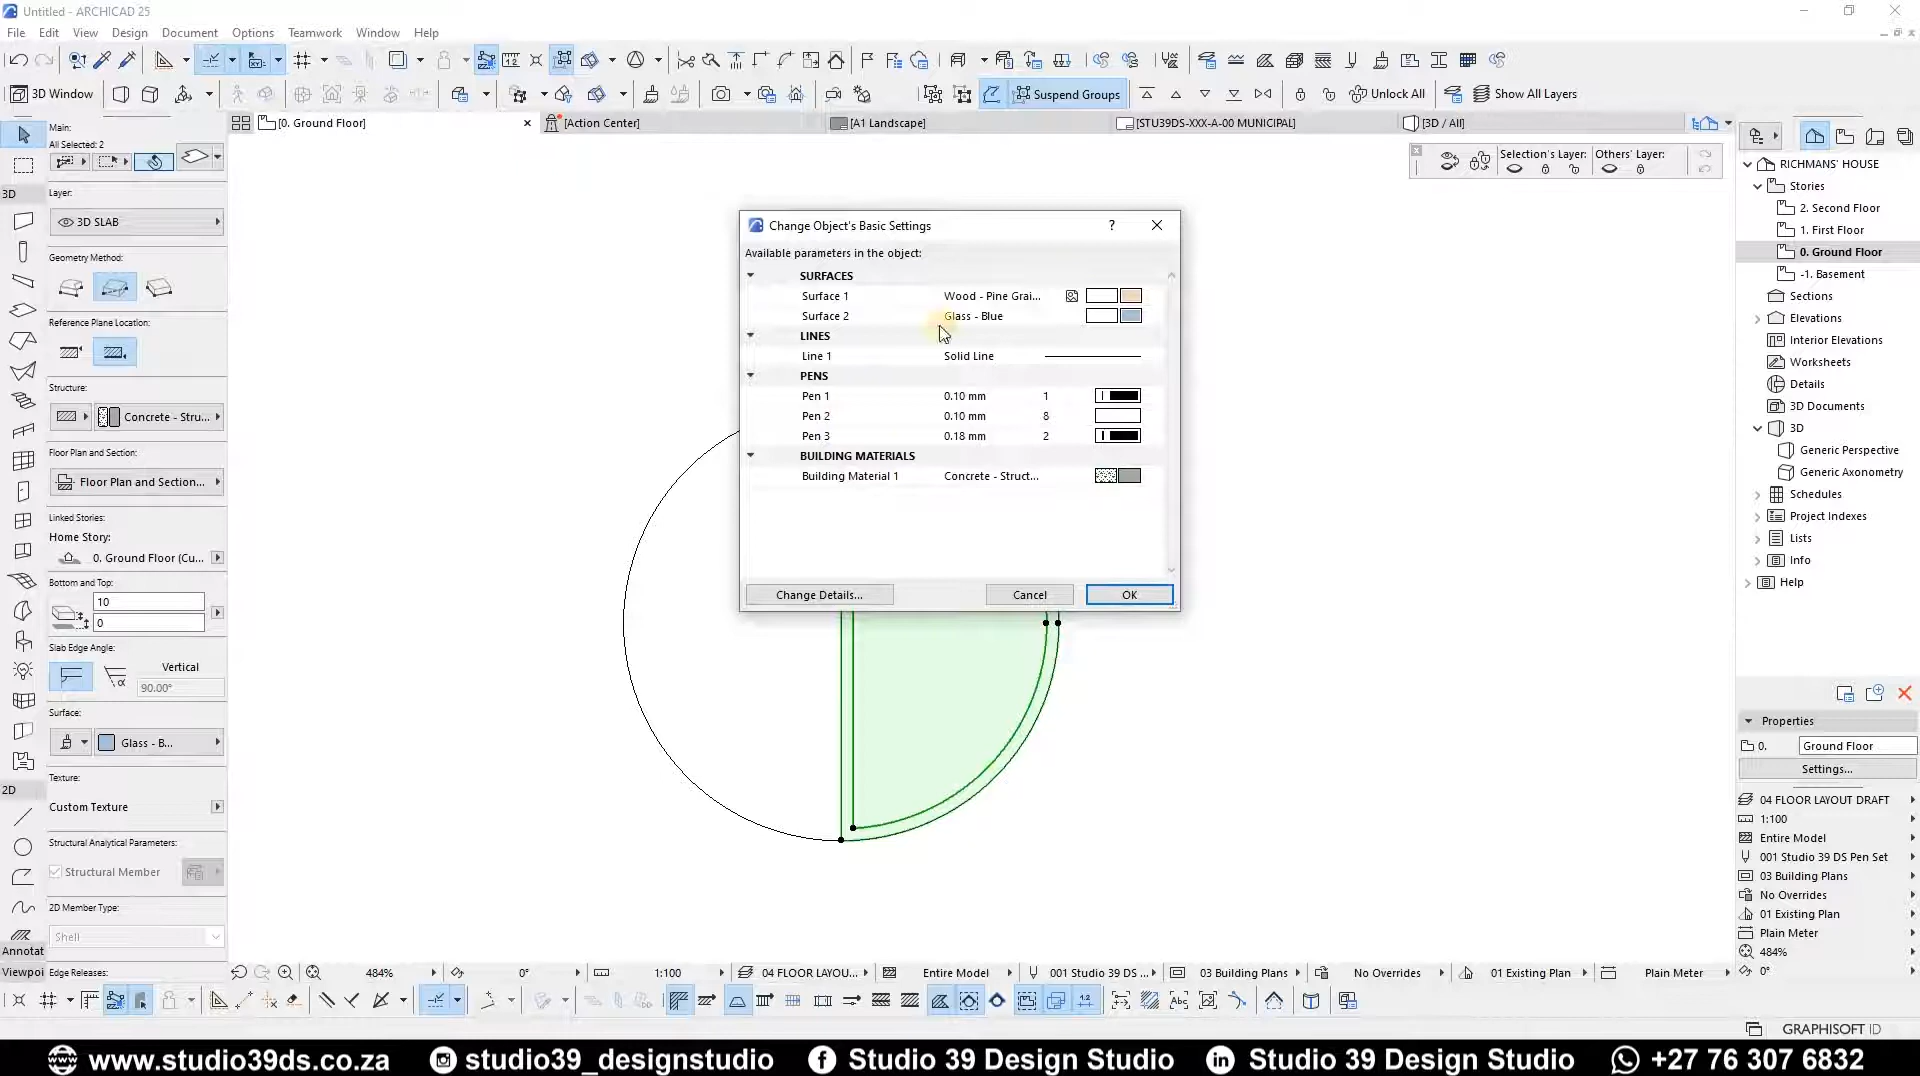 Untitled - ARCHICAD 25
File Edit View Design Document Options Teamwork Window Help
3D Window
Suspend Groups
Unlock All
Show All Layers
[0. Ground Floor]
[Action Center]
[A1 Landscape]
[STU39DS-XXX-A-00 MUNICIPAL]
[3D / All]
Main:
All Selected: 2
3D
Layer:
3D SLAB
Geometry Method:
Reference Plane Location:
Structure:
Concrete - Stru...
Floor Plan and Section:
Floor Plan and Section...
Linked Stories:
Home Story:
0. Ground Floor (Cu...
Bottom and Top:
10
0
Slab Edge Angle:
Vertical
90.00°
Surface:
Glass - B...
Texture:
2D
Custom Texture
Structural Analytical Parameters:
Structural Member
2D Member Type:
Shell
Annotat
Viewpoi
Edge Releases:
Change Object's Basic Settings
?
Available parameters in the object:
SURFACES
Surface 1 Wood - Pine Grai...
Surface 2 Glass - Blue
LINES
Line 1 Solid Line
PENS
Pen 1 0.10 mm 1
Pen 2 0.10 mm 8
Pen 3 0.18 mm 2
BUILDING MATERIALS
Building Material 1 Concrete - Struct...
Change Details...
Cancel
OK
Selection's Layer:
Others' Layer:
RICHMANS' HOUSE
Stories
2. Second Floor
1. First Floor
0. Ground Floor
-1. Basement
Sections
Elevations
Interior Elevations
Worksheets
Details
3D Documents
3D
Generic Perspective
Generic Axonometry
Schedules
Project Indexes
Lists
Info
Help
Properties
0. Ground Floor
Settings...
04 FLOOR LAYOUT DRAFT
1:100
Entire Model
001 Studio 39 DS Pen Set
03 Building Plans
No Overrides
01 Existing Plan
Plain Meter
484%
0°
484%
0°
1:100
04 FLOOR LAYOU...
Entire Model
001 Studio 39 DS ...
03 Building Plans
No Overrides
01 Existing Plan
Plain Meter
GRAPHISOFT ID
www.studio39ds.co.za
studio39_designstudio
Studio 39 Design Studio
Studio 39 Design Studio
+27 76 307 6832